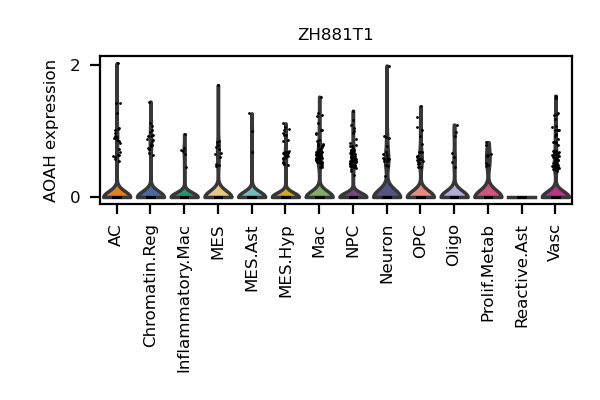 ZH881T1
AOAH expression
2
0
AC
Chromatin.Reg
Inflammatory.Mac
MES
MES.Ast
MES.Hyp
Mac
NPC
Neuron
OPC
Oligo
Prolif.Metab
Reactive.Ast
Vasc